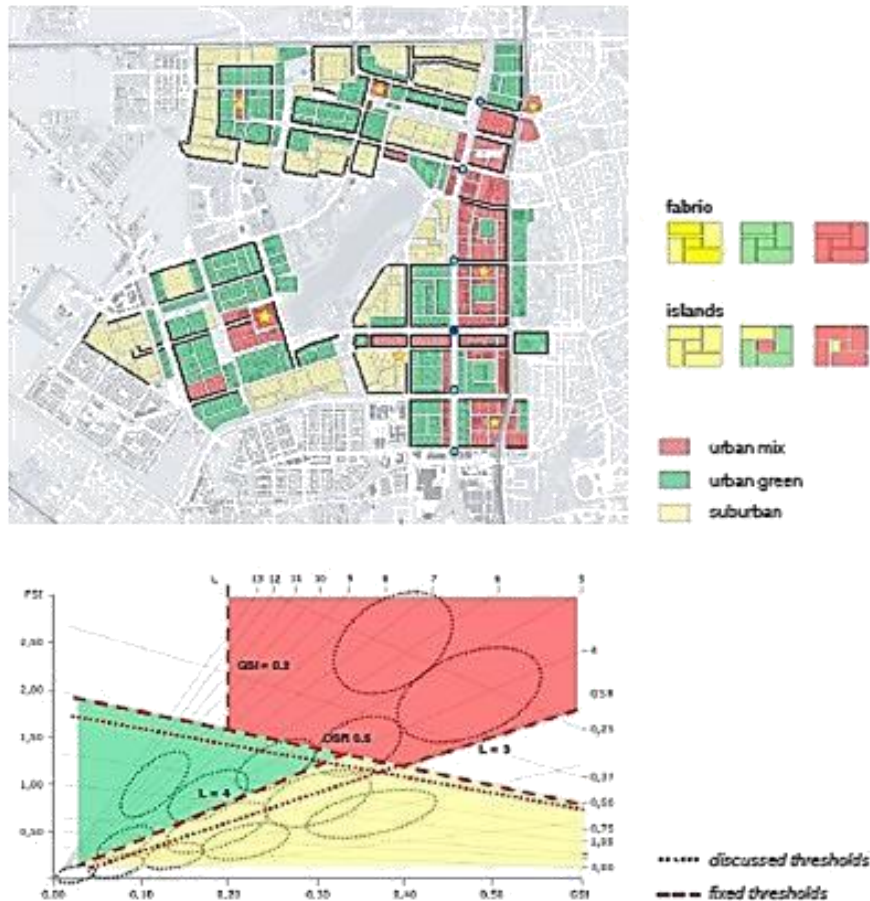 fabric
islands
urban mix
urban green
suburban
FSI
L
13 12 11 10 9 8 7 6 5
2,50
2,00
1,50
1,00
0,50
GSI = 0.2
OSR 0.5
L = 3
L = 4
4
0,25
0,37
0,50
0,75
0,00 0,10 0,20 0,30 0,40 0,50 GSI
discussed thresholds
fixed thresholds